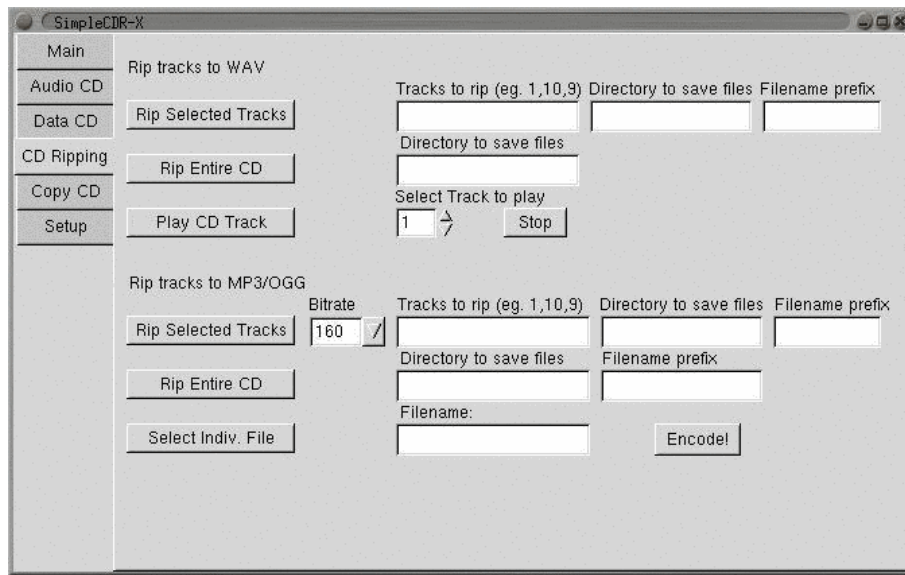 SimpleCDR-X
Main
Audio CD
Data CD
CD Ripping
Copy CD
Setup
Rip tracks to WAV
Tracks to rip (eg. 1,10,9) Directory to save files Filename prefix
Rip Selected Tracks
Directory to save files
Rip Entire CD
Select Track to play
Play CD Track 1 Stop
Rip tracks to MP3/OGG
Bitrate Tracks to rip (eg. 1,10,9) Directory to save files Filename prefix
Rip Selected Tracks 160
Directory to save files Filename prefix
Rip Entire CD
Filename:
Select Indiv. File Encode!